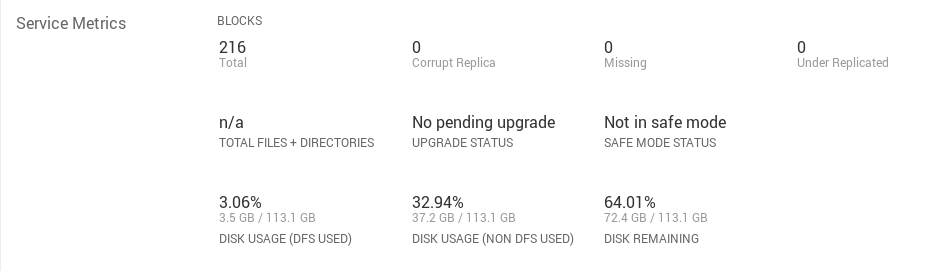 Service Metrics
BLOCKS
216
Total
0
Corrupt Replica
0
Missing
0
Under Replicated
n/a
TOTAL FILES + DIRECTORIES
No pending upgrade
UPGRADE STATUS
Not in safe mode
SAFE MODE STATUS
3.06%
3.5 GB / 113.1 GB
DISK USAGE (DFS USED)
32.94%
37.2 GB / 113.1 GB
DISK USAGE (NON DFS USED)
64.01%
72.4 GB / 113.1 GB
DISK REMAINING